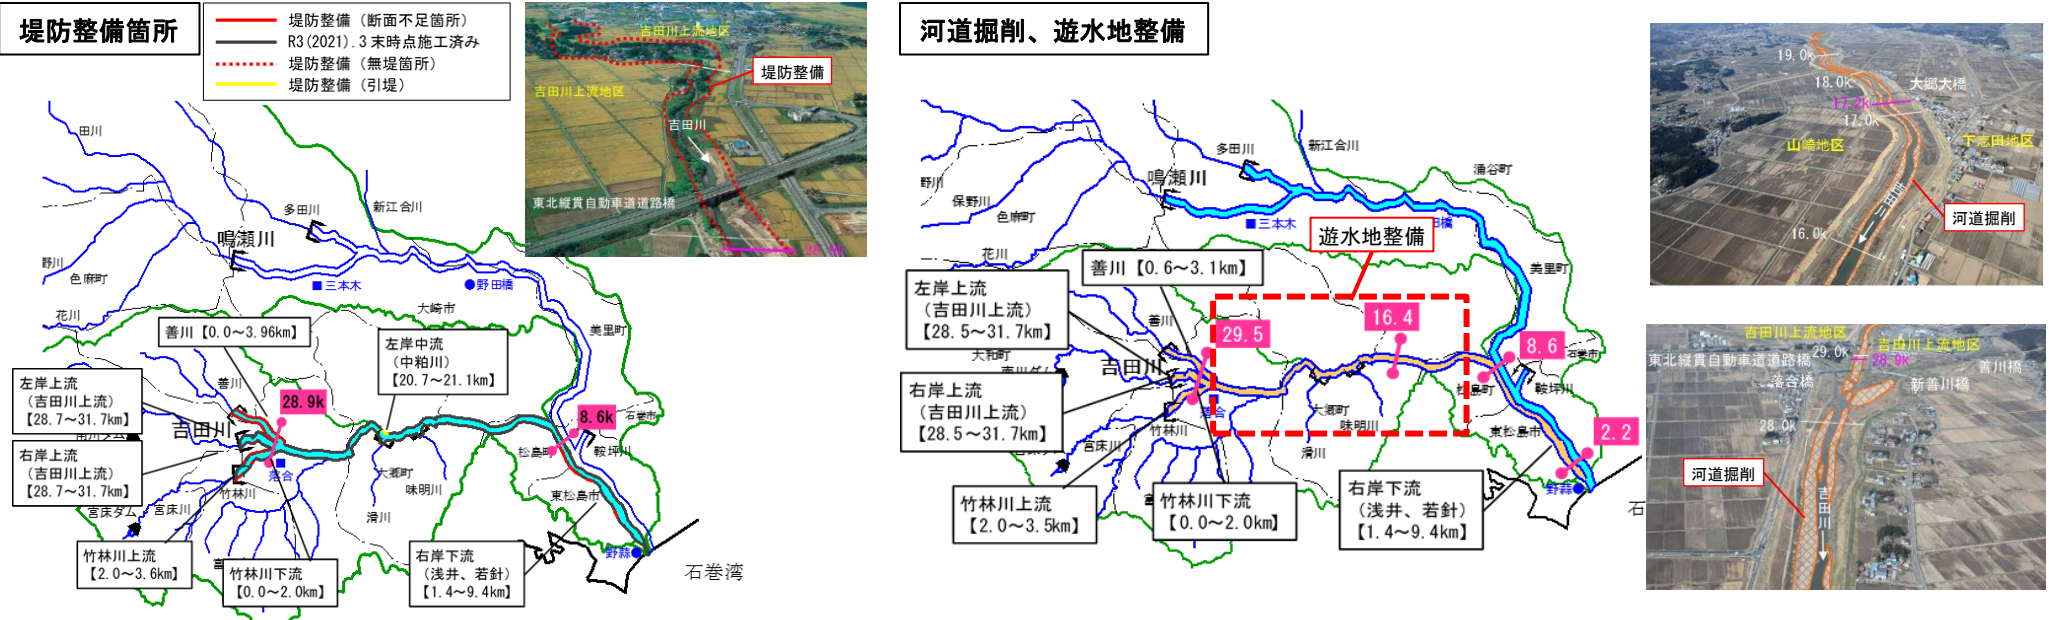 堤防整備箇所
堤防整備（断面不足箇所）
R3(2021).3末時点施工済み
堤防整備（無堤箇所）
堤防整備（引堤）
吉田川上流地区
堤防整備
吉田川上流地区
吉田川
東北縦貫自動車道道路橋
田川
多田川
新江合川
鳴瀬川
野川
色麻町
三本木
野田橋
花川
大崎市
美里町
善川【0.0～3.96km】
左岸中流
（中粕川）
【20.7～21.1km】
善川
左岸上流
（吉田川上流）
【28.7～31.7km】
28.9k
8.6k
石巻市
吉田川
南川ダム
松島町
鞍坪川
右岸上流
（吉田川上流）
【28.7～31.7km】
落合
大郷町
味明川
竹林川
東松島市
宮床ダム
宮床川
滑川
竹林川上流
【2.0～3.6km】
竹林川下流
【0.0～2.0km】
右岸下流
（浅井、若針）
【1.4～9.4km】
野蒜
石巻湾
河道掘削、遊水地整備
多田川
新江合川
涌谷町
鳴瀬川
野川
保野川
色麻町
三本木
田橋
花川
遊水地整備
美里町
善川【0.6～3.1km】
左岸上流
（吉田川上流）
【28.5～31.7km】
善川
29.5
16.4
8.6
大和町
石巻市
吉田川
松島町
鞍坪川
右岸上流
（吉田川上流）
【28.5～31.7km】
落合
大郷町
味明川
竹林川
東松島市
2.2
宮床川
滑川
竹林川上流
【2.0～3.5km】
竹林川下流
【0.0～2.0km】
右岸下流
（浅井、若針）
【1.4～9.4km】
野蒜
石
19.0k
18.0k
大郷大橋
17.2k
17.0k
山崎地区
下志田地区
吉田川
河道掘削
16.0k
吉田川上流地区
29.0k
吉田川上流地区
東北縦貫自動車道道路橋
28.9k
善川橋
落合橋
新善川橋
28.0k
河道掘削
吉田川